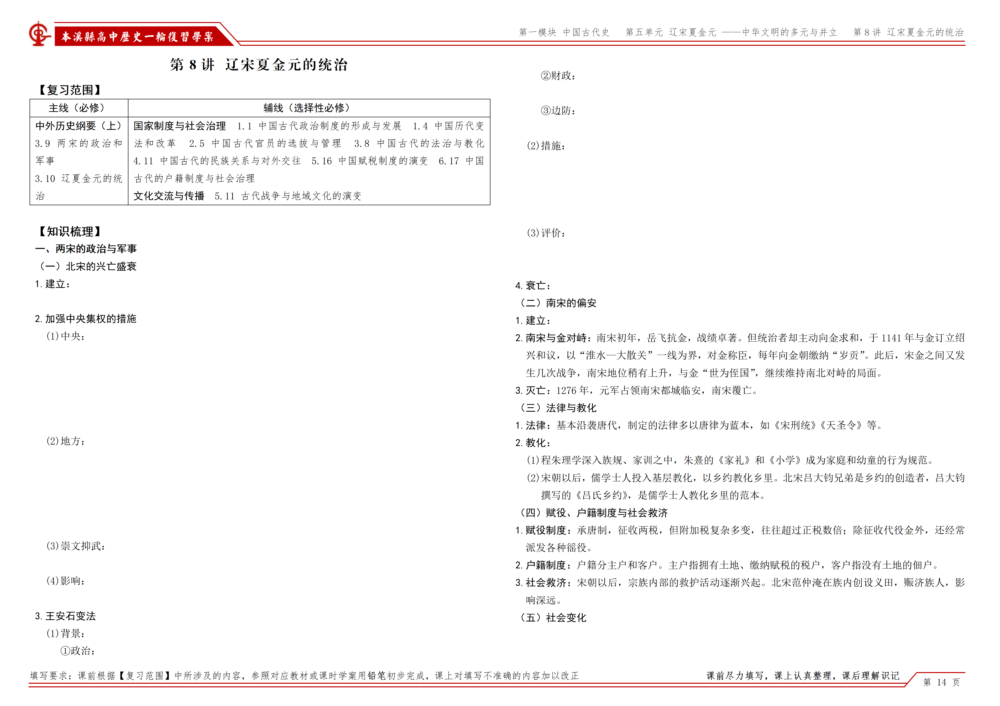 本溪縣高中歷史一輪復習學案
第一模块 中国古代史 第五单元 辽宋夏金元 ——中华文明的多元与并立 第 8 讲 辽宋夏金元的统治
第 8 讲 辽宋夏金元的统治
【复习范围】
主线（必修） 辅线（选择性必修）
中外历史纲要（上）
3.9 两宋的政治和
军事
3.10 辽夏金元的统
治
国家制度与社会治理 1.1 中国古代政治制度的形成与发展 1.4 中国历代变
法和改革 2.5 中国古代官员的选拔与管理 3.8 中国古代的法治与教化
4.11 中国古代的民族关系与对外交往 5.16 中国赋税制度的演变 6.17 中国
古代的户籍制度与社会治理
文化交流与传播 5.11 古代战争与地域文化的演变
【知识梳理】
一、两宋的政治与军事
（一）北宋的兴亡盛衰
1.建立：
2.加强中央集权的措施
(1)中央：
(2)地方：
(3)崇文抑武：
(4)影响：
3.王安石变法
(1)背景：
①政治：
②财政：
③边防：
(2)措施：
(3)评价：
4.衰亡：
（二）南宋的偏安
1.建立：
2.南宋与金对峙：南宋初年，岳飞抗金，战绩卓著。但统治者却主动向金求和，于 1141 年与金订立绍
兴和议，以“淮水—大散关”一线为界，对金称臣，每年向金朝缴纳“岁贡”。此后，宋金之间又发
生几次战争，南宋地位稍有上升，与金“世为侄国”，继续维持南北对峙的局面。
3.灭亡：1276 年，元军占领南宋都城临安，南宋覆亡。
（三）法律与教化
1.法律：基本沿袭唐代，制定的法律多以唐律为蓝本，如《宋刑统》《天圣令》等。
2.教化：
(1)程朱理学深入族规、家训之中，朱熹的《家礼》和《小学》成为家庭和幼童的行为规范。
(2)宋朝以后，儒学士人投入基层教化，以乡约教化乡里。北宋吕大钧兄弟是乡约的创造者，吕大钧
撰写的《吕氏乡约》，是儒学士人教化乡里的范本。
（四）赋役、户籍制度与社会救济
1.赋役制度：承唐制，征收两税，但附加税复杂多变，往往超过正税数倍；除征收代役金外，还经常
派发各种徭役。
2.户籍制度：户籍分主户和客户。主户指拥有土地、缴纳赋税的税户，客户指没有土地的佃户。
3.社会救济：宋朝以后，宗族内部的救护活动逐渐兴起。北宋范仲淹在族内创设义田，赈济族人，影
响深远。
（五）社会变化
填写要求：课前根据【复习范围】中所涉及的内容，参照对应教材或课时学案用铅笔初步完成，课上对填写不准确的内容加以改正
课前尽力填写，课上认真整理，课后理解识记
第 14 页